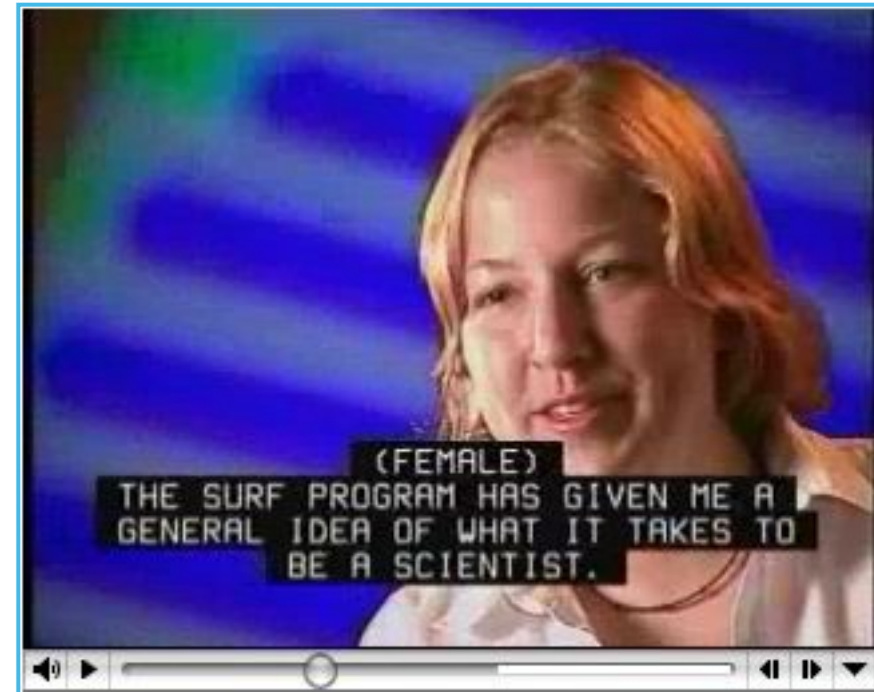 (FEMALE)
THE SURF PROGRAM HAS GIVEN ME A
GENERAL IDEA OF WHAT IT TAKES TO
BE A SCIENTIST.